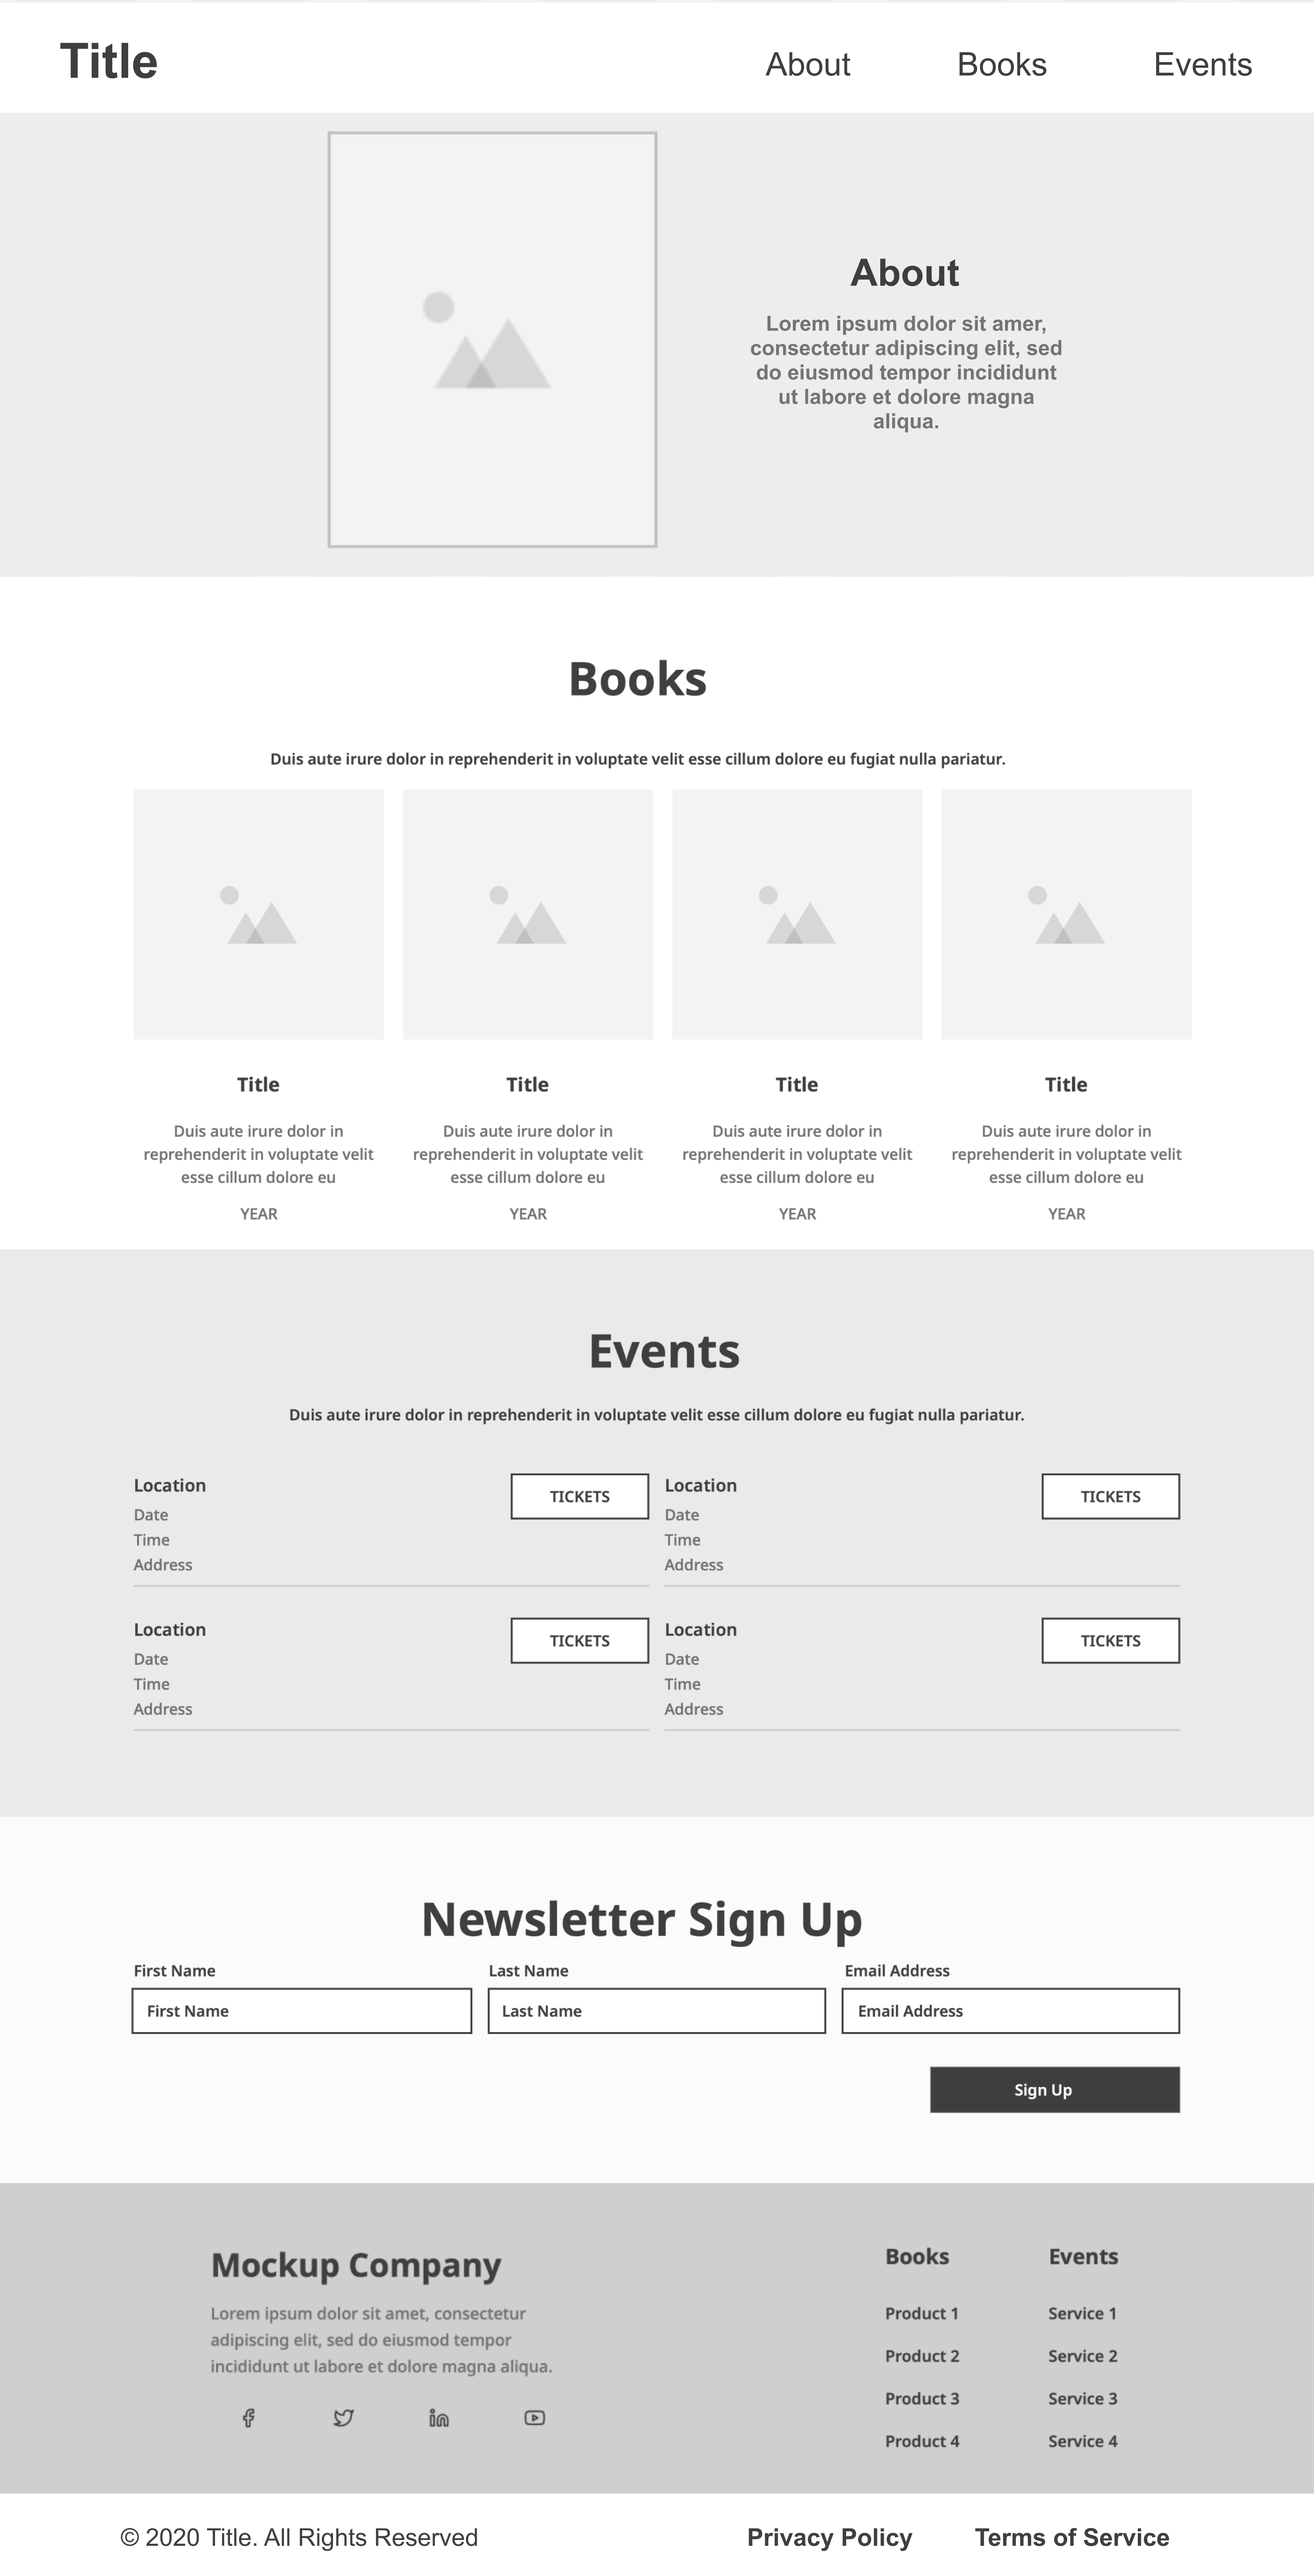 Title
About Books Events
About
Lorem ipsum dolor sit amer,
consectetur adipiscing elit, sed
do eiusmod tempor incididunt
ut labore et dolore magna
aliqua.
Books
Duis aute irure dolor in reprehenderit in voluptate velit esse cillum dolore eu fugiat nulla pariatur.
Title
Duis aute irure dolor in
reprehenderit in voluptate velit
esse cillum dolore eu
YEAR
Title
Duis aute irure dolor in
reprehenderit in voluptate velit
esse cillum dolore eu
YEAR
Title
Duis aute irure dolor in
reprehenderit in voluptate velit
esse cillum dolore eu
YEAR
Title
Duis aute irure dolor in
reprehenderit in voluptate velit
esse cillum dolore eu
YEAR
Events
Duis aute irure dolor in reprehenderit in voluptate velit esse cillum dolore eu fugiat nulla pariatur.
Location
Date
Time
Address
TICKETS
Location
Date
Time
Address
TICKETS
Location
Date
Time
Address
TICKETS
Location
Date
Time
Address
TICKETS
Newsletter Sign Up
First Name
First Name
Last Name
Last Name
Email Address
Email Address
Sign Up
Mockup Company
Lorem ipsum dolor sit amet, consectetur
adipiscing elit, sed do eiusmod tempor
incididunt ut labore et dolore magna aliqua.
Books
Product 1
Product 2
Product 3
Product 4
Events
Service 1
Service 2
Service 3
Service 4
© 2020 Title. All Rights Reserved
Privacy Policy
Terms of Service